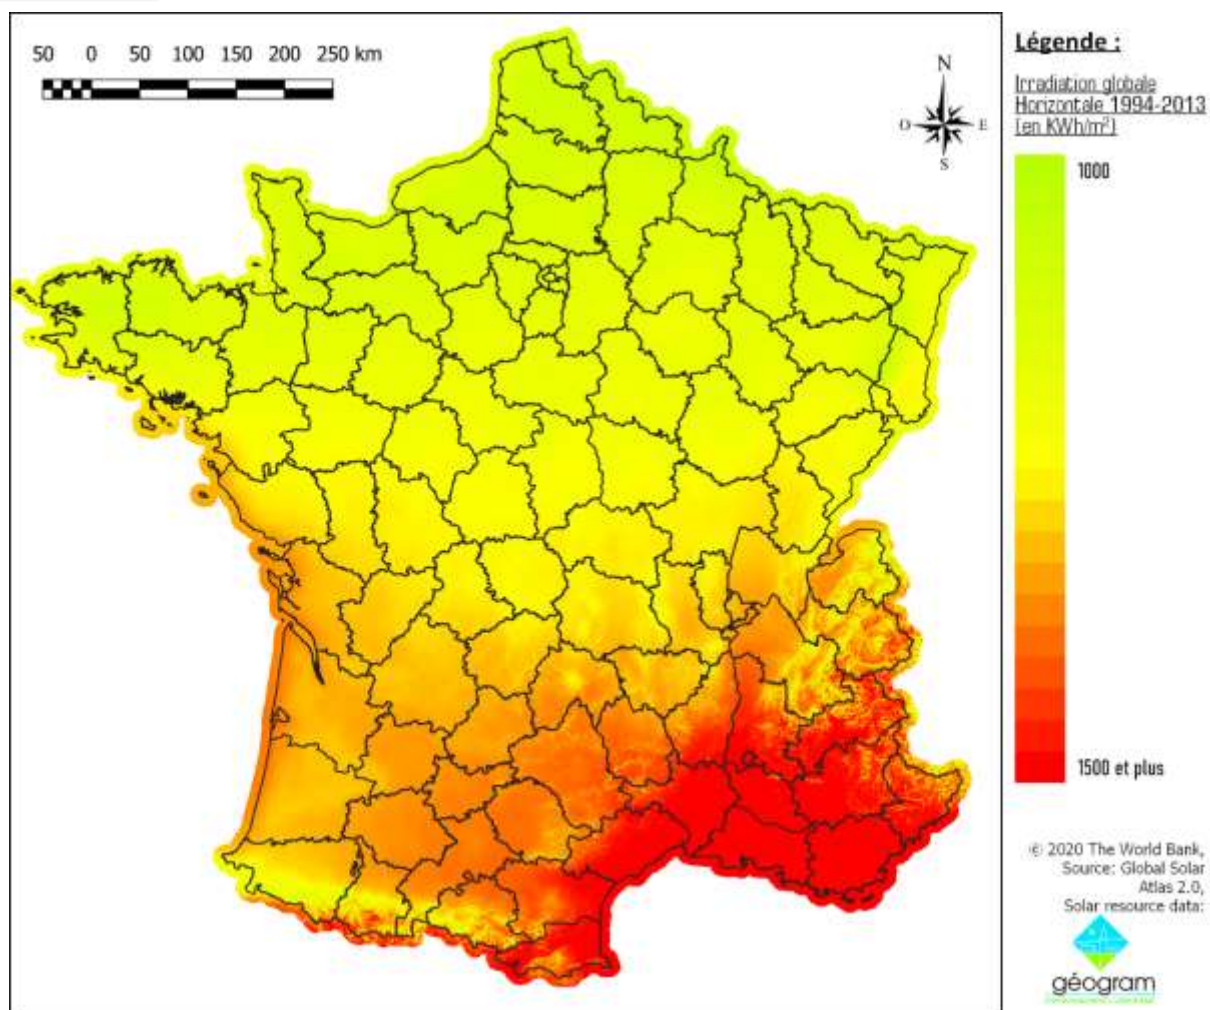 50 0 50 100 150 200 250 km
N
O E
S
Légende :
Irradiation globale
Horizontale 1994-2013
(en KWh/m²)
1000
1500 et plus
© 2020 The World Bank,
Source: Global Solar
Atlas 2.0,
Solar resource data:
géogram